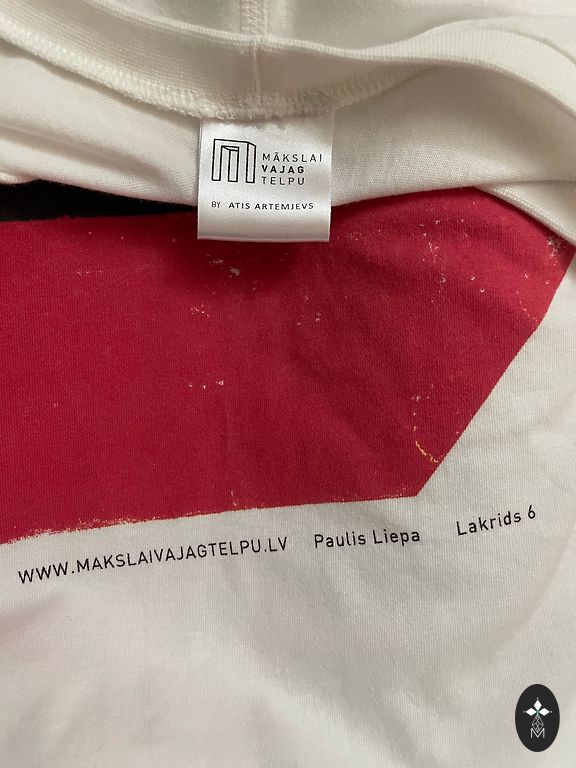 MĀKSLAI
VAJAG
TELPU
BY ATIS ARTEMJEVS
WWW.MAKSLAIVAJAGTELPU.LV Paulis Liepa Lakrids 6
M